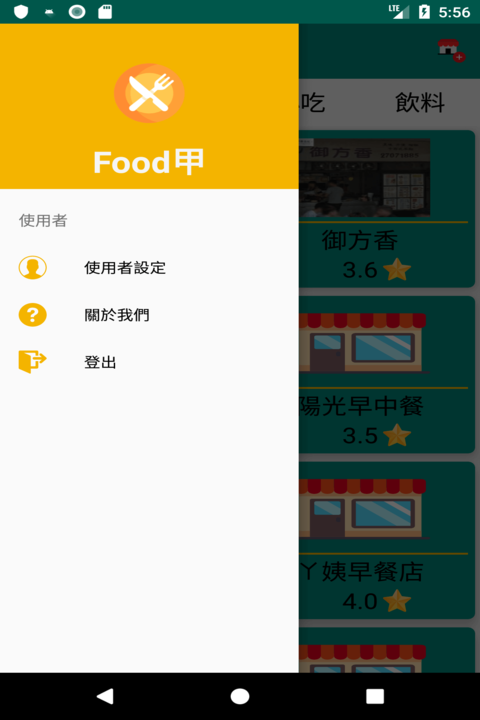 LTE
5:56
Food甲
使用者
使用者設定
關於我們
登出
吃
飲料
御方香
御方香
3.6
陽光早中餐
3.5
丫姨早餐店
4.0